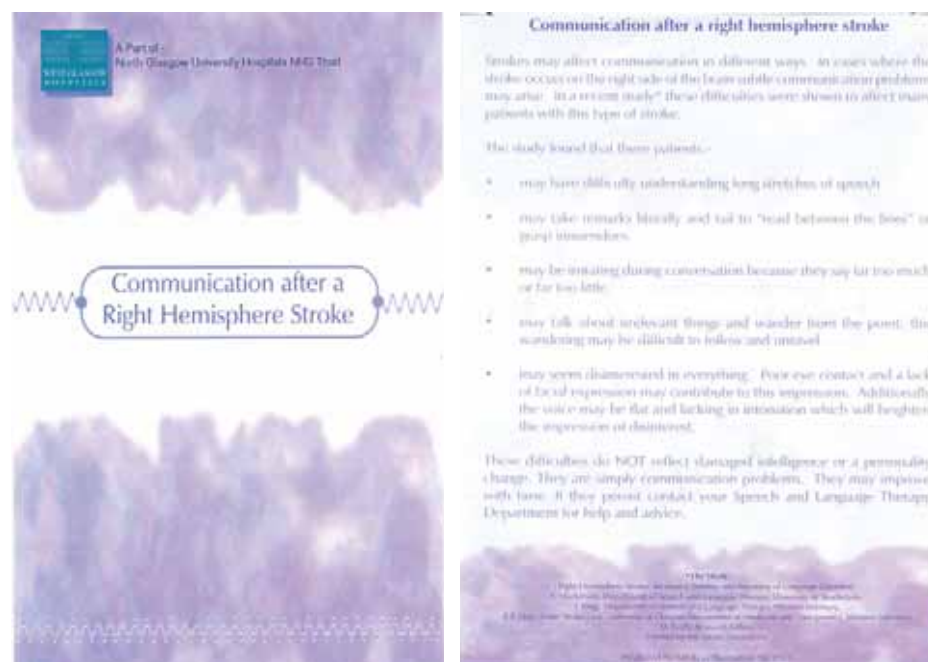 A Part of -
North Glasgow University Hospitals NHS Trust
Communication after a
Right Hemisphere Stroke
Communication after a right hemisphere stroke
Strokes may affect communication in different ways. In cases where the
stroke occurs on the right side of the brain subtle communication problems
may arise. In a recent study* these difficulties were shown to affect many
patients with this type of stroke.
The study found that these patients:-
• may have difficulty understanding long stretches of speech
• may take remarks literally and fail to "read between the lines" or
grasp innuendoes.
• may be irritating during conversation because they say far too much
or far too little.
• may talk about irrelevant things and wander from the point, this
wandering may be difficult to follow and unravel
• may seem disinterested in everything. Poor eye contact and a lack
of facial expression may contribute to this impression. Additionally
the voice may be flat and lacking in intonation which will heighten
the impression of disinterest.
These difficulties do NOT reflect damaged intelligence or a personality
change. They are simply communication problems. They may improve
with time. If they persist contact your Speech and Language Therapy
Department for help and advice.
*The Study